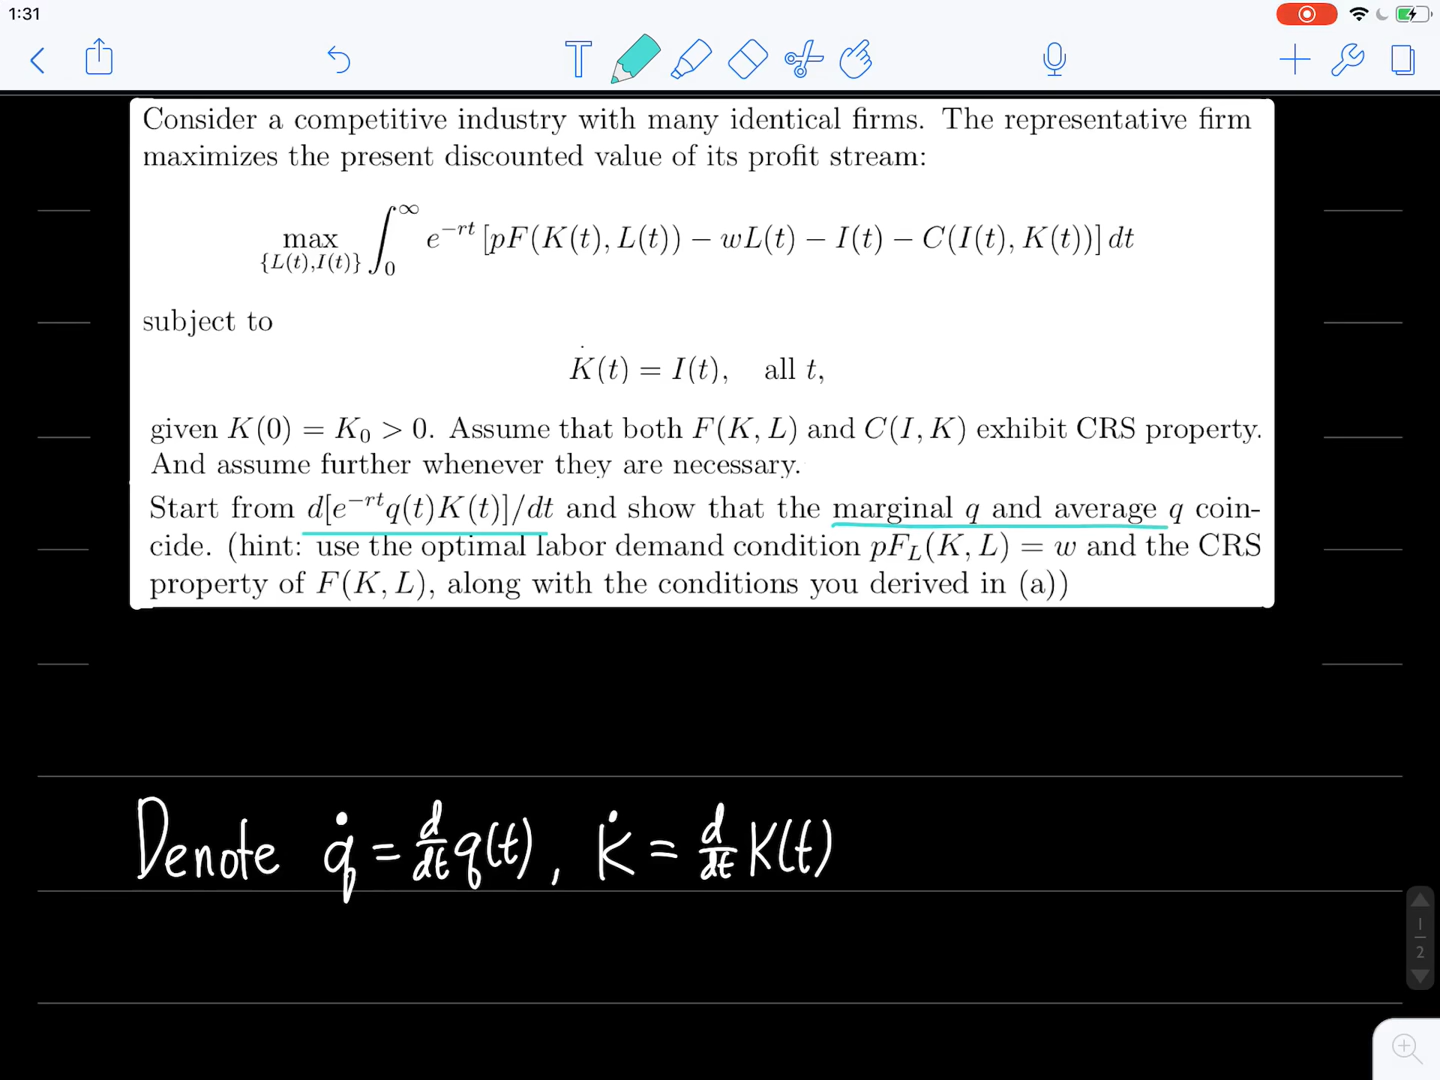 1:31
T
Consider a competitive industry with many identical firms. The representative firm
maximizes the present discounted value of its profit stream:
max_{\{L(t),I(t)\}} ∫_0^∞ e^{-rt} [pF(K(t), L(t)) − wL(t) − I(t) − C(I(t), K(t))] dt
subject to
K̇(t) = I(t), all t,
given K(0) = K₀ > 0. Assume that both F(K, L) and C(I, K) exhibit CRS property.
And assume further whenever they are necessary.
Start from d[e^{-rt}q(t)K(t)]/dt and show that the marginal q and average q coin-
cide. (hint: use the optimal labor demand condition pF_L(K, L) = w and the CRS
property of F(K, L), along with the conditions you derived in (a))
Denote q̇ = d/dt q(t), K̇ = d/dt K(t)
1
2